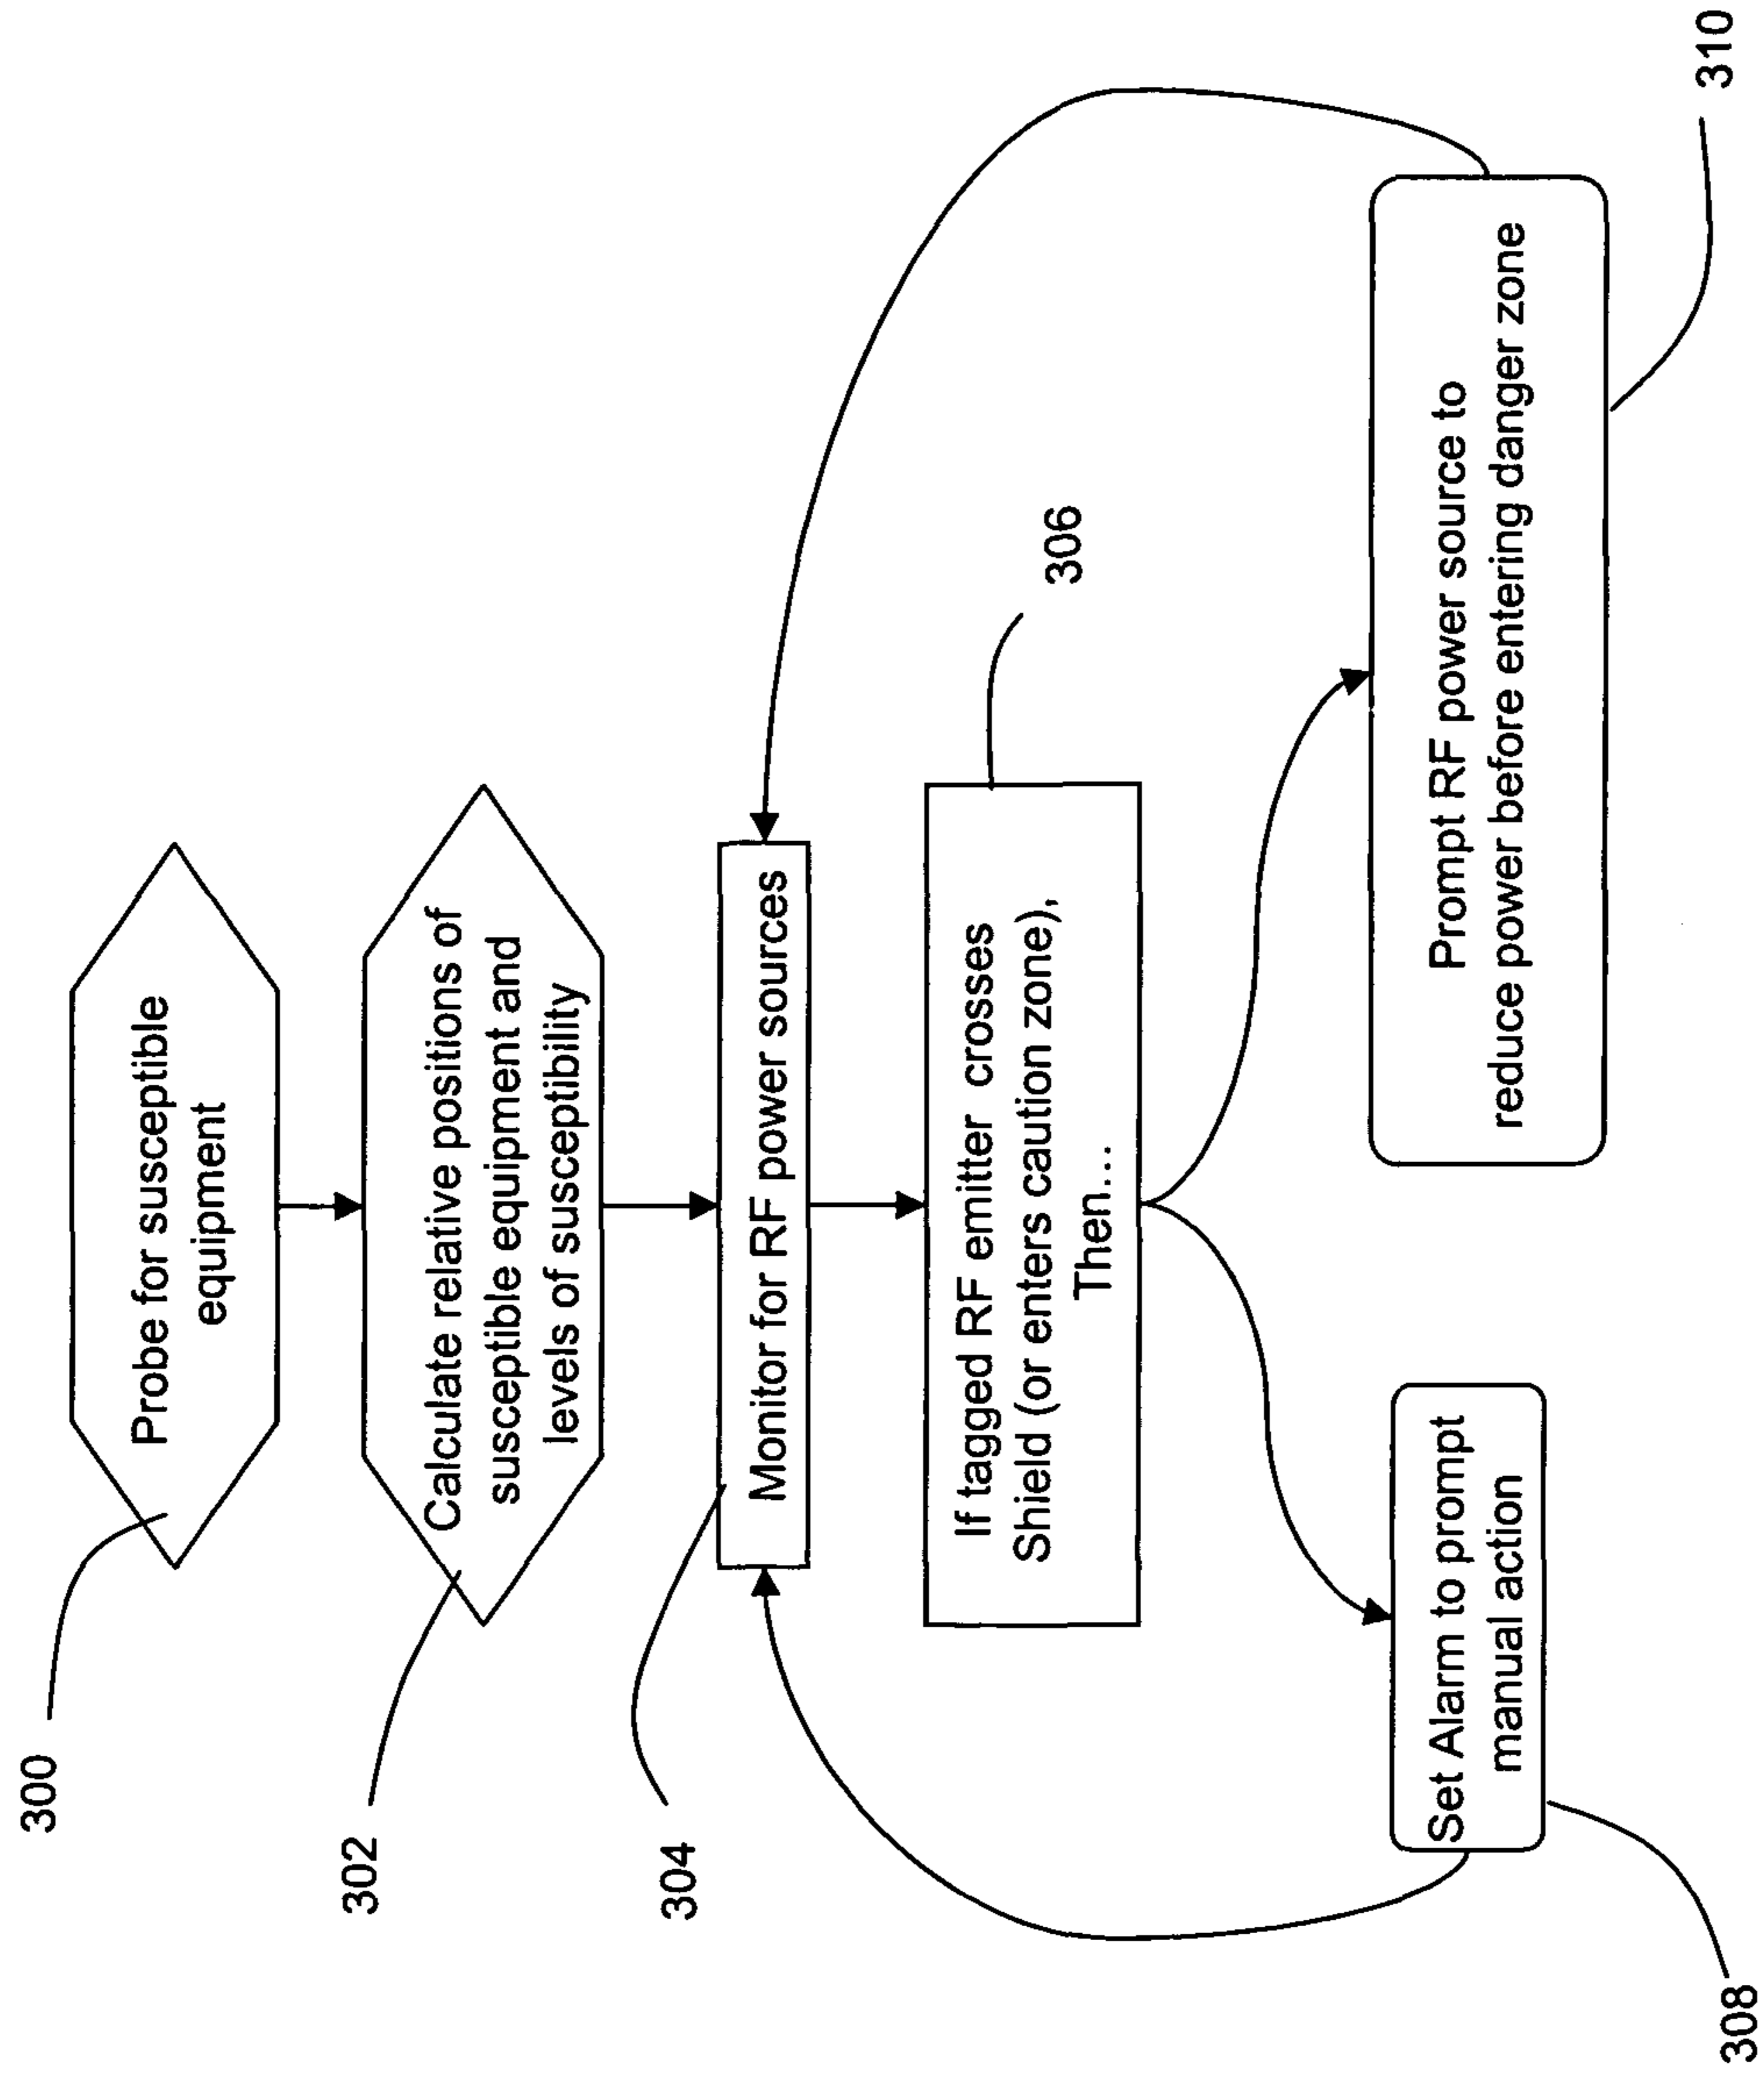 300
Probe for susceptible
equipment
302
Calculate relative positions of
susceptible equipment and
levels of susceptibility
304
Monitor for RF power sources
306
If tagged RF emitter crosses
Shield (or enters caution zone),
Then...
308
Set Alarm to prompt
manual action
310
Prompt RF power source to
reduce power before entering danger zone